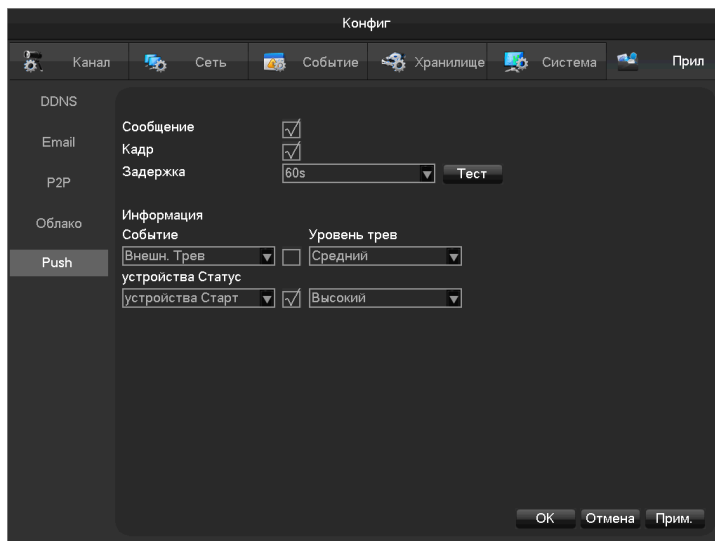 Конфиг
Канал Сеть Событие Хранилище Система Прил
DDNS
Email
P2P
Облако
Push
Сообщение
Кадр
Задержка 60s Тест
Информация
Событие Уровень трев
Внешн. Трев Средний
устройства Статус
устройства Старт Высокий
OK Отмена Прим.